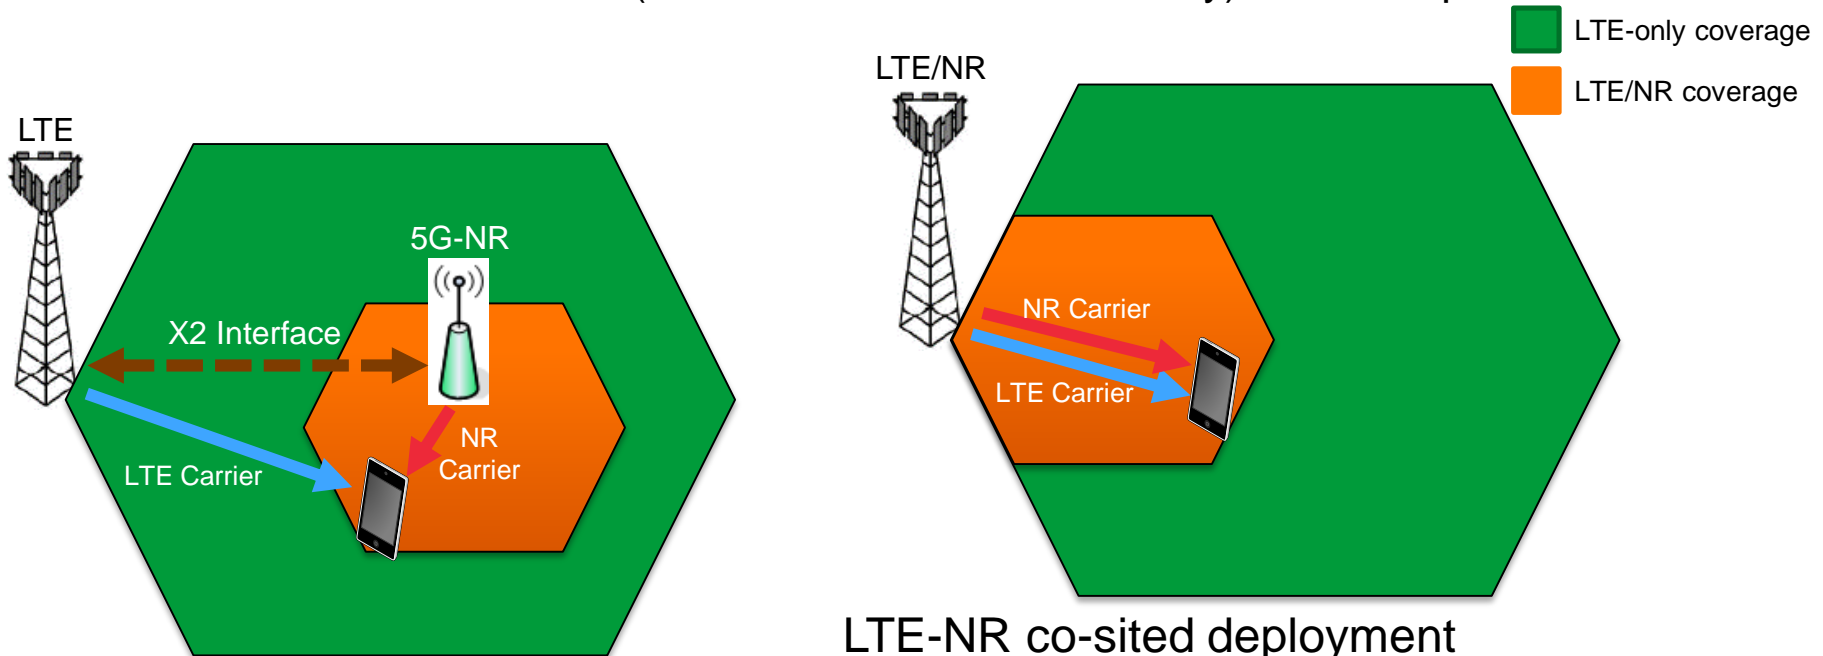 LTE-only coverage
LTE/NR coverage
LTE
5G-NR
X2 Interface
NR
Carrier
LTE Carrier
LTE/NR
NR Carrier
LTE Carrier
LTE-NR co-sited deployment